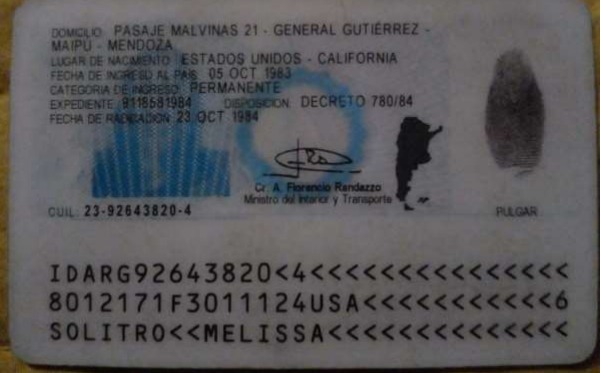 DOMICILIO: PASAJE MALVINAS 21 - GENERAL GUTIÉRREZ -
MAIPÚ - MENDOZA
LUGAR DE NACIMIENTO: ESTADOS UNIDOS - CALIFORNIA
FECHA DE INGRESO AL PAÍS: 05 OCT 1983
CATEGORIA DE INGRESO: PERMANENTE
EXPEDIENTE: 9118581984 DISPOSICION: DECRETO 780/84
FECHA DE RADICACIÓN: 23 OCT 1984
Cr. A. Florencio Randazzo
Ministro del Interior y Transporte
CUIL: 23-92643820-4
PULGAR
IDARG92643820<4<<<<<<<<<<<<<<<
8012171F3011124USA<<<<<<<<<<<6
SOLITRO<<MELISSA<<<<<<<<<<<<<<